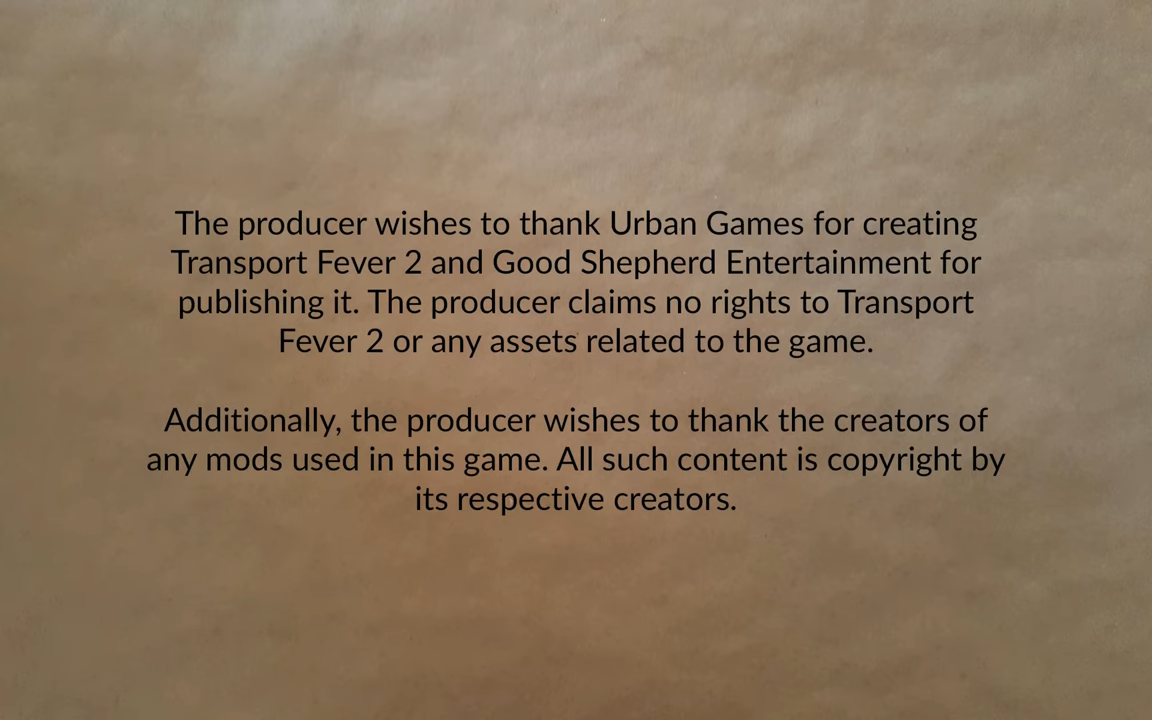 The producer wishes to thank Urban Games for creating
Transport Fever 2 and Good Shepherd Entertainment for
publishing it. The producer claims no rights to Transport
Fever 2 or any assets related to the game.
Additionally, the producer wishes to thank the creators of
any mods used in this game. All such content is copyright by
its respective creators.